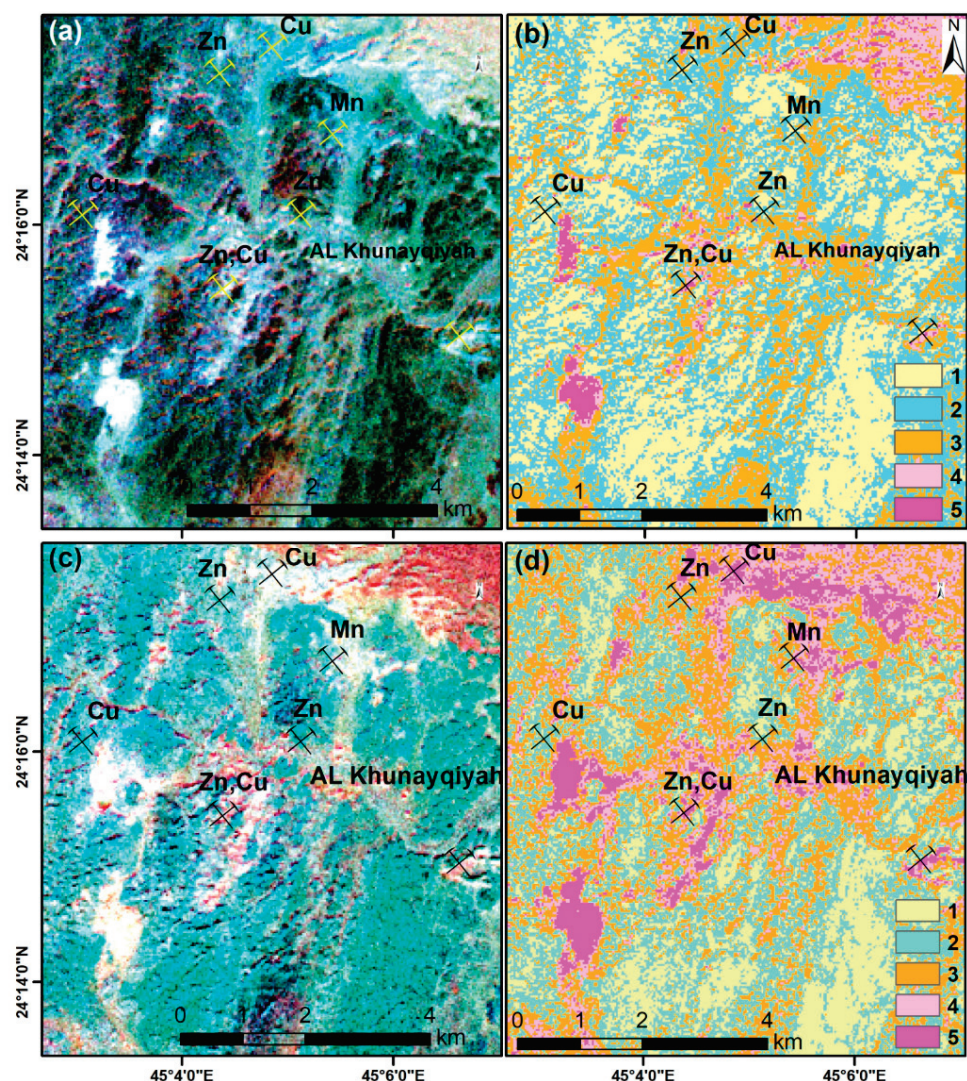 (a)
Zn
Cu
Mn
Cu
Zn
Zn,Cu
AL Khunayqiyah
24°16'0"N
24°14'0"N
0 2 4
km
(b)
N
Zn
Cu
Mn
Cu
Zn
Zn,Cu
AL Khunayqiyah
1
2
3
4
5
0 1 2 4
km
(c)
Zn
Cu
Mn
Cu
Zn
Zn,Cu
AL Khunayqiyah
24°16'0"N
24°14'0"N
0 1 2 4
km
45°4'0"E 45°6'0"E
(d)
Zn
Cu
Mn
Cu
Zn
Zn,Cu
AL Khunayqiyah
1
2
3
4
5
0 1 2 4
km
45°4'0"E 45°6'0"E